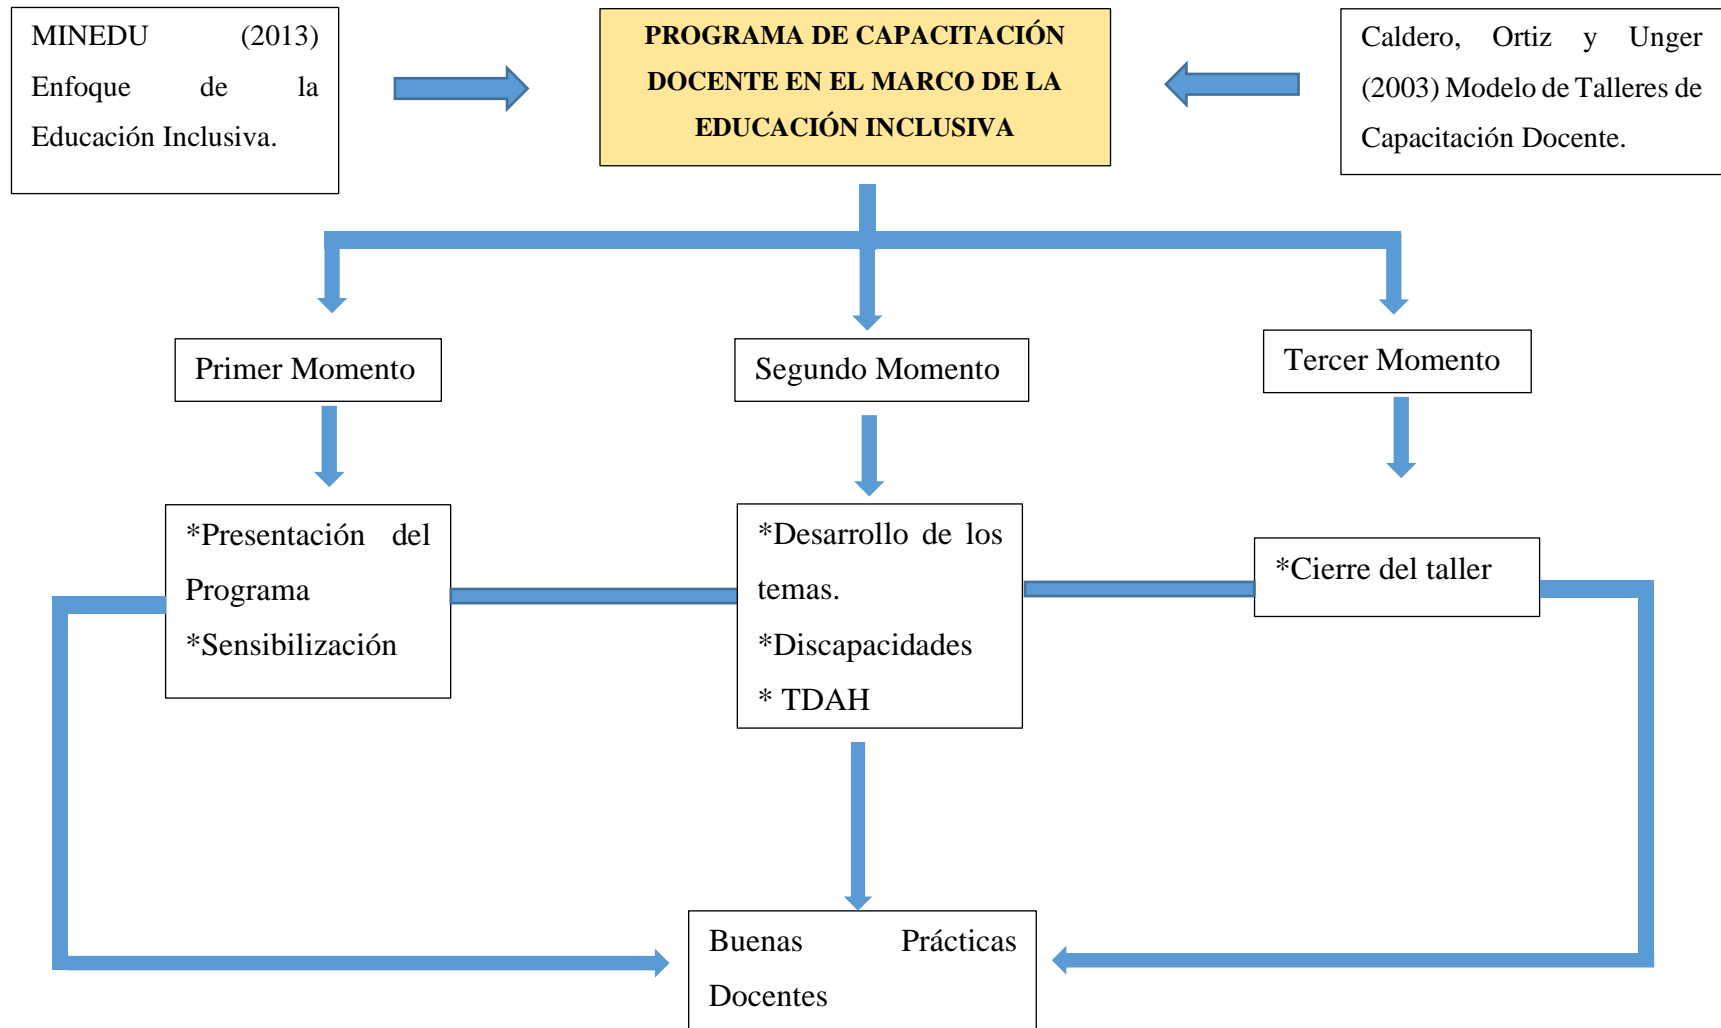 MINEDU (2013)
Enfoque de la
Educación Inclusiva.
PROGRAMA DE CAPACITACIÓN
DOCENTE EN EL MARCO DE LA
EDUCACIÓN INCLUSIVA
Caldero, Ortiz y Unger
(2003) Modelo de Talleres de
Capacitación Docente.
Primer Momento
Segundo Momento
Tercer Momento
*Presentación del
Programa
*Sensibilización
*Desarrollo de los
temas.
*Discapacidades
* TDAH
*Cierre del taller
Buenas Prácticas
Docentes